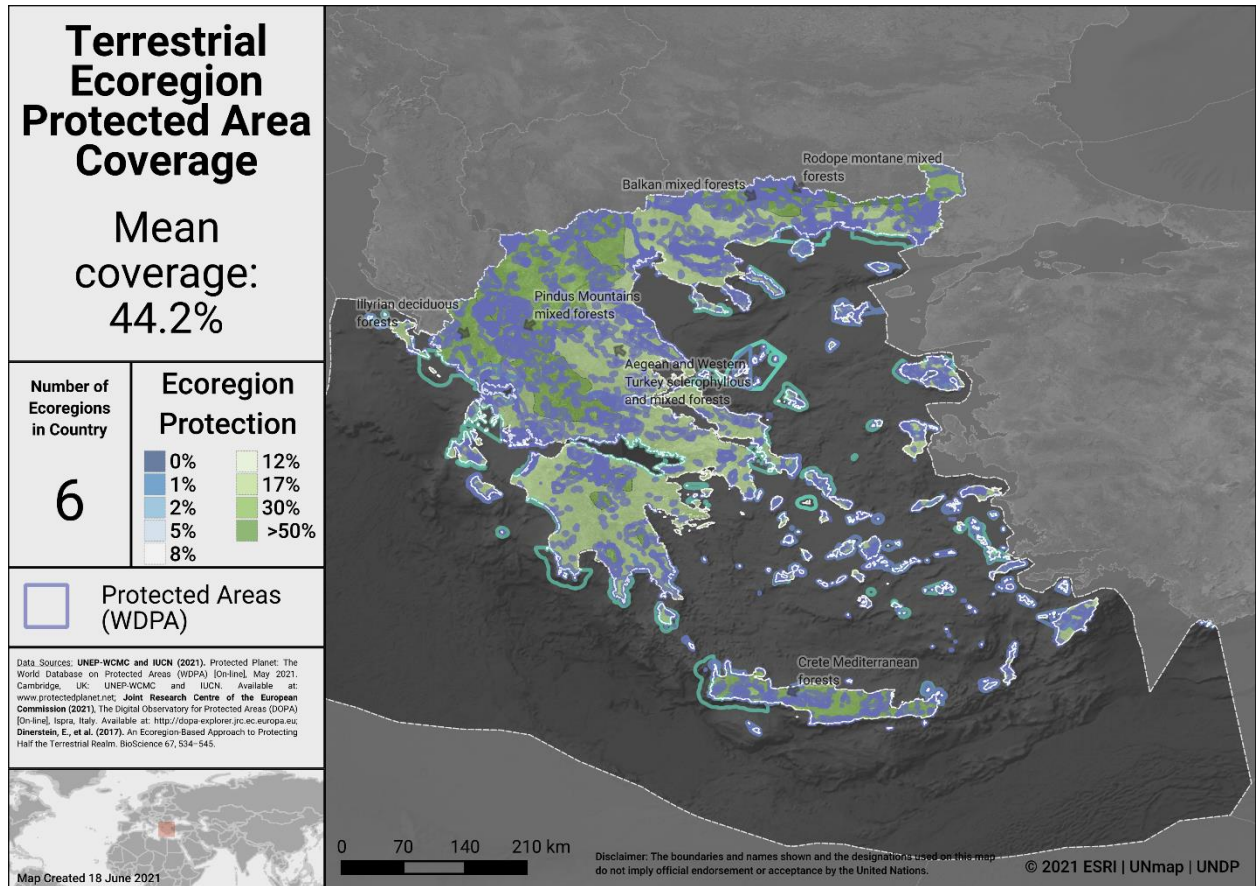 Terrestrial
Ecoregion
Protected Area
Coverage
Mean
coverage:
44.2%
Number of
Ecoregions
in Country
6
Ecoregion
Protection
0%
1%
2%
5%
8%
12%
17%
30%
>50%
Protected Areas
(WDPA)
Data Sources: UNEP-WCMC and IUCN (2021). Protected Planet: The
World Database on Protected Areas (WDPA) [On-line], May 2021.
Cambridge, UK: UNEP-WCMC and IUCN. Available at:
www.protectedplanet.net; Joint Research Centre of the European
Commission (2021), The Digital Observatory for Protected Areas (DOPA)
[On-line], Ispra, Italy. Available at: http://dopa-explorer.jrc.ec.europa.eu;
Dinerstein, E., et al. (2017). An Ecoregion-Based Approach to Protecting
Half the Terrestrial Realm. BioScience 67, 534–545.
Map Created 18 June 2021
Rodope montane mixed
forests
Balkan mixed forests
Illyrian deciduous
forests
Pindus Mountains
mixed forests
Aegean and Western
Turkey sclerophyllous
and mixed forests
Crete Mediterranean
forests
0 70 140 210 km
Disclaimer: The boundaries and names shown and the designations used on this map
do not imply official endorsement or acceptance by the United Nations.
© 2021 ESRI | UNmap | UNDP